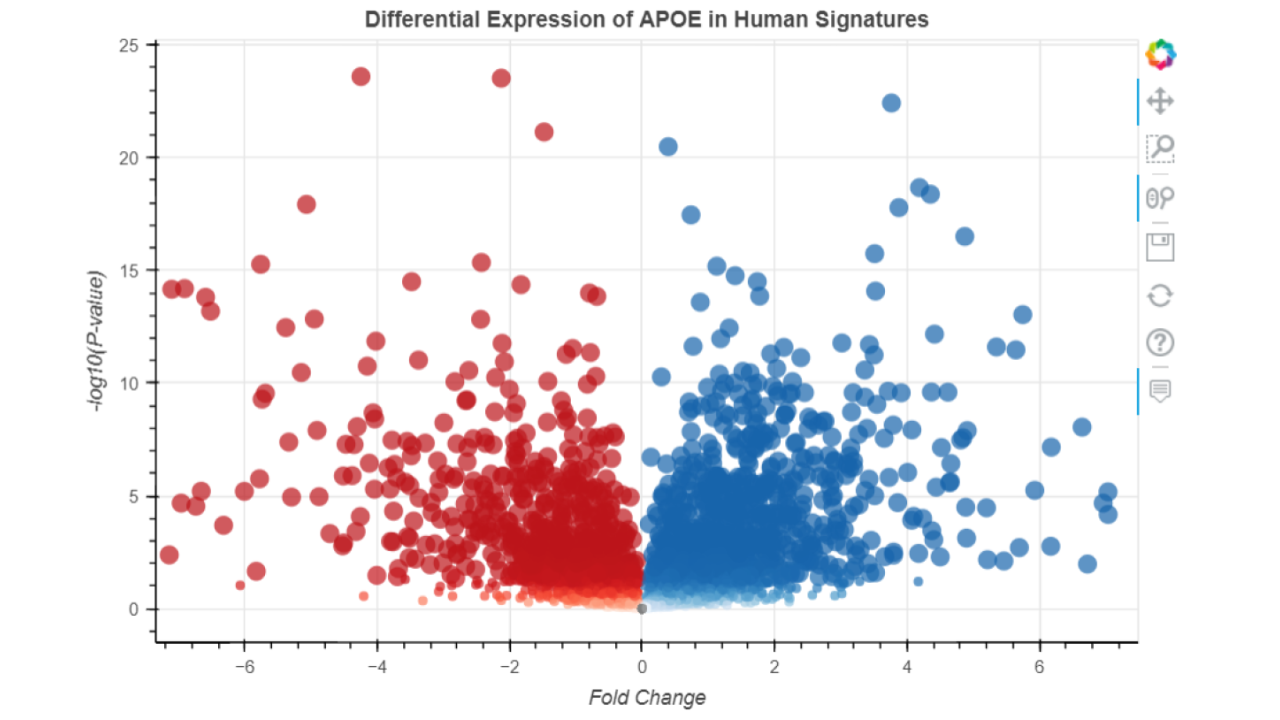 Differential Expression of APOE in Human Signatures
25
20
15
10
5
0
-log10(P-value)
−6 −4 −2 0 2 4 6
Fold Change